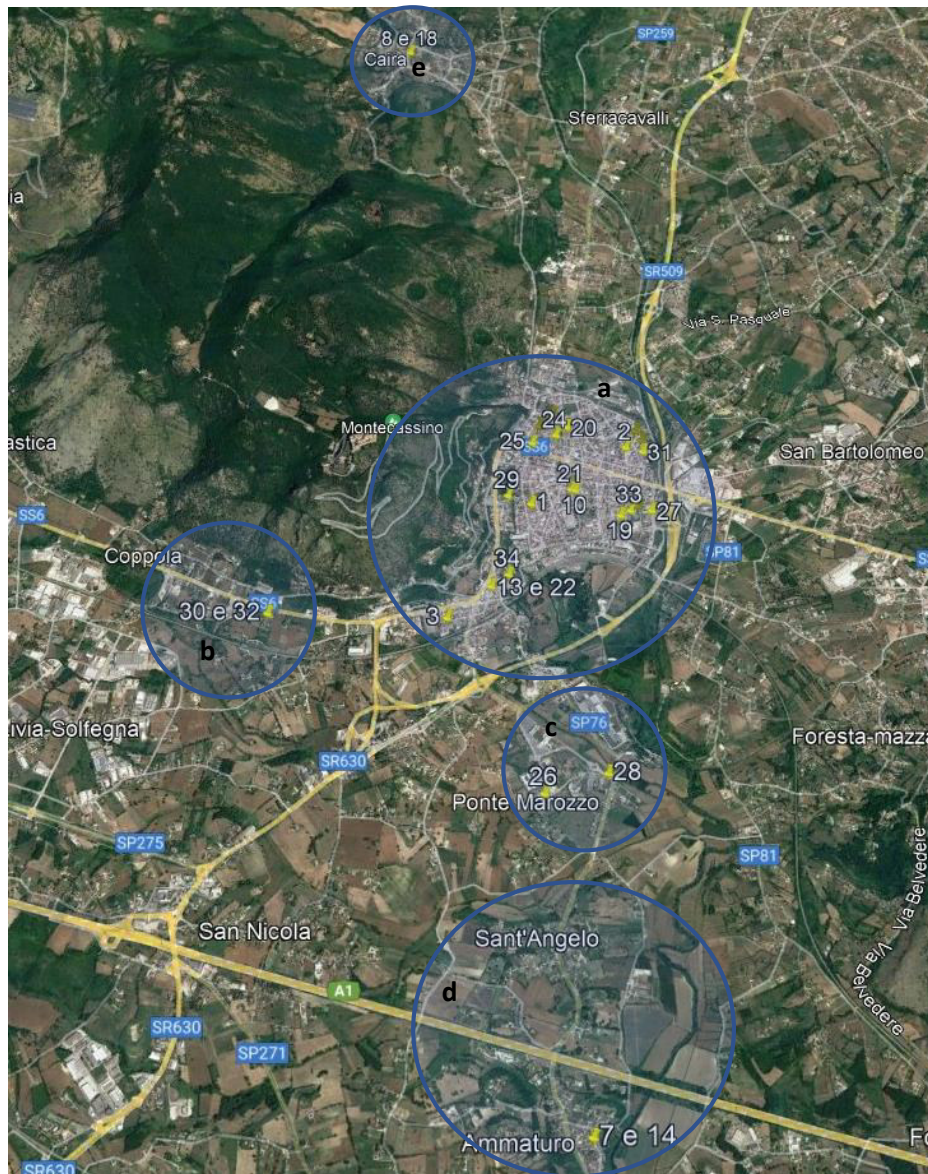 8 e 18
SP259
Caira
e
Sferracavalli
ia
SR509
Via S. Pasquale
a
24
20
2
Montecassino
25
SS6
31
San Bartolomeo
astica
29
21
1
10
33
19
27
SS6
Coppola
34
SP81
13 e 22
30 e 32
SS6
3
b
Livia-Solfegna
c
SP76
Foresta-mazza
SR630
26
28
Ponte Marozzo
SP275
SP81
Via Belvedere
Via Belvedere
San Nicola
Sant'Angelo
d
A1
SR630
SP271
Ammaturo
7 e 14
Fo
SR630